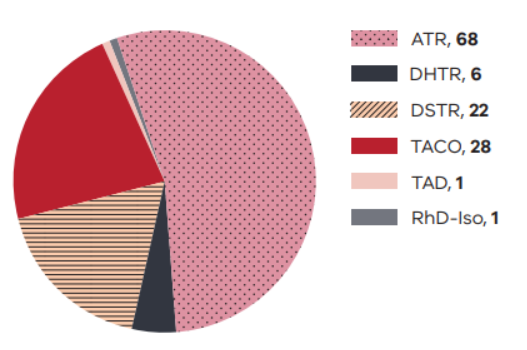 ATR, 68
DHTR, 6
DSTR, 22
TACO, 28
TAD, 1
RhD-Iso, 1